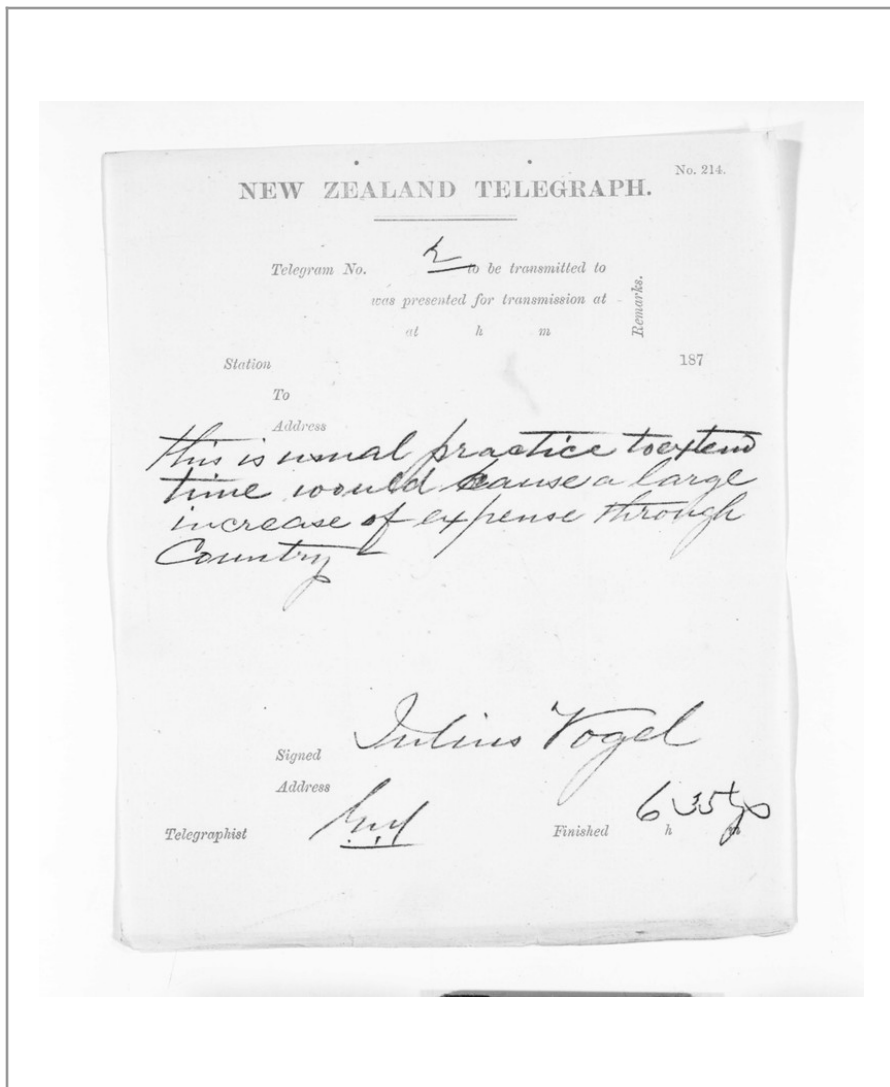 No. 214.
NEW ZEALAND TELEGRAPH.
Telegram No. 2 to be transmitted to
was presented for transmission at
Remarks.
at h m
Station 187
To
Address
this is usual practice to extend
time would cause a large
increase of expense through
Country
Signed Julius Vogel
Address
Telegraphist
Finished 6 h 35 m